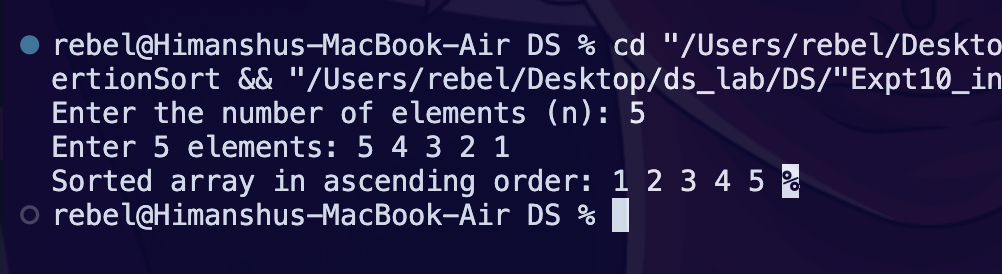 rebel@Himanshus-MacBook-Air DS % cd "/Users/rebel/Deskto
ertionSort && "/Users/rebel/Desktop/ds_lab/DS/"Expt10_in
Enter the number of elements (n): 5
Enter 5 elements: 5 4 3 2 1
Sorted array in ascending order: 1 2 3 4 5 %
rebel@Himanshus-MacBook-Air DS %